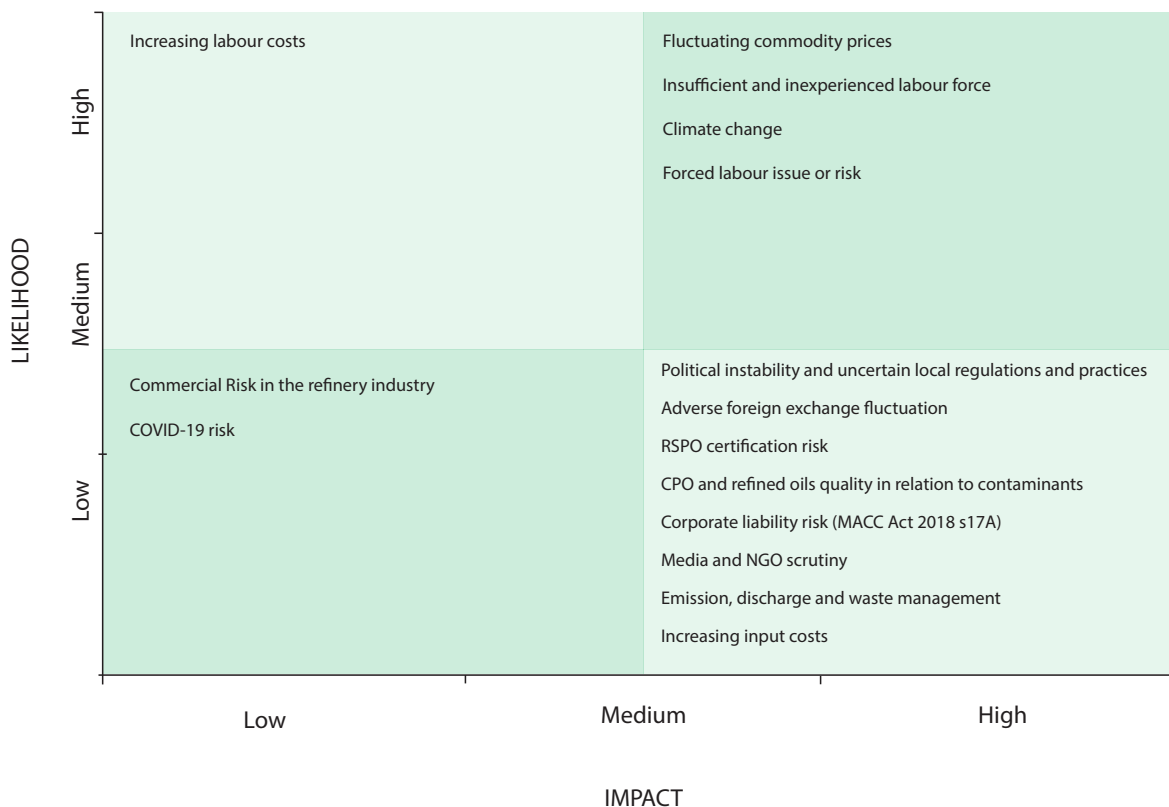 Increasing labour costs
Fluctuating commodity prices
Insufficient and inexperienced labour force
Climate change
Forced labour issue or risk
Commercial Risk in the refinery industry
COVID-19 risk
Political instability and uncertain local regulations and practices
Adverse foreign exchange fluctuation
RSPO certification risk
CPO and refined oils quality in relation to contaminants
Corporate liability risk (MACC Act 2018 s17A)
Media and NGO scrutiny
Emission, discharge and waste management
Increasing input costs
LIKELIHOOD
High
Medium
Low
Low
Medium
High
IMPACT